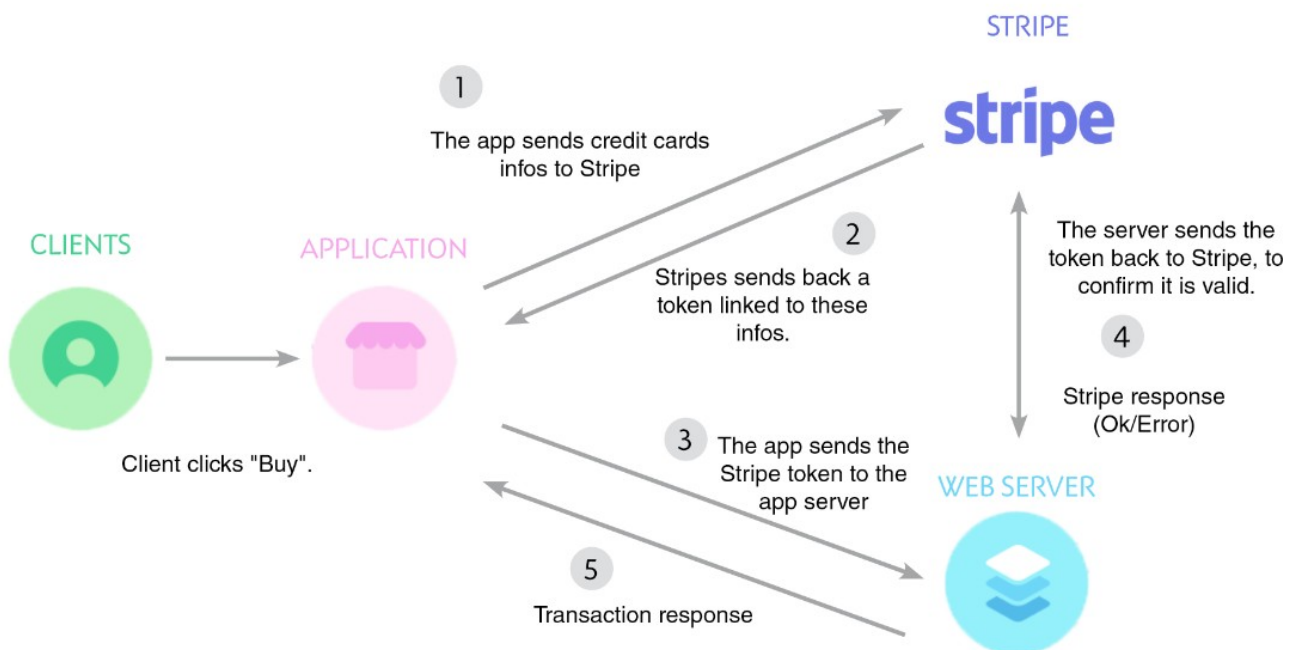 STRIPE
stripe
1
The app sends credit cards
infos to Stripe
2
Stripes sends back a
token linked to these
infos.
The server sends the
token back to Stripe, to
confirm it is valid.
4
Stripe response
(Ok/Error)
CLIENTS
APPLICATION
Client clicks "Buy".
3
The app sends the
Stripe token to the
app server
WEB SERVER
5
Transaction response